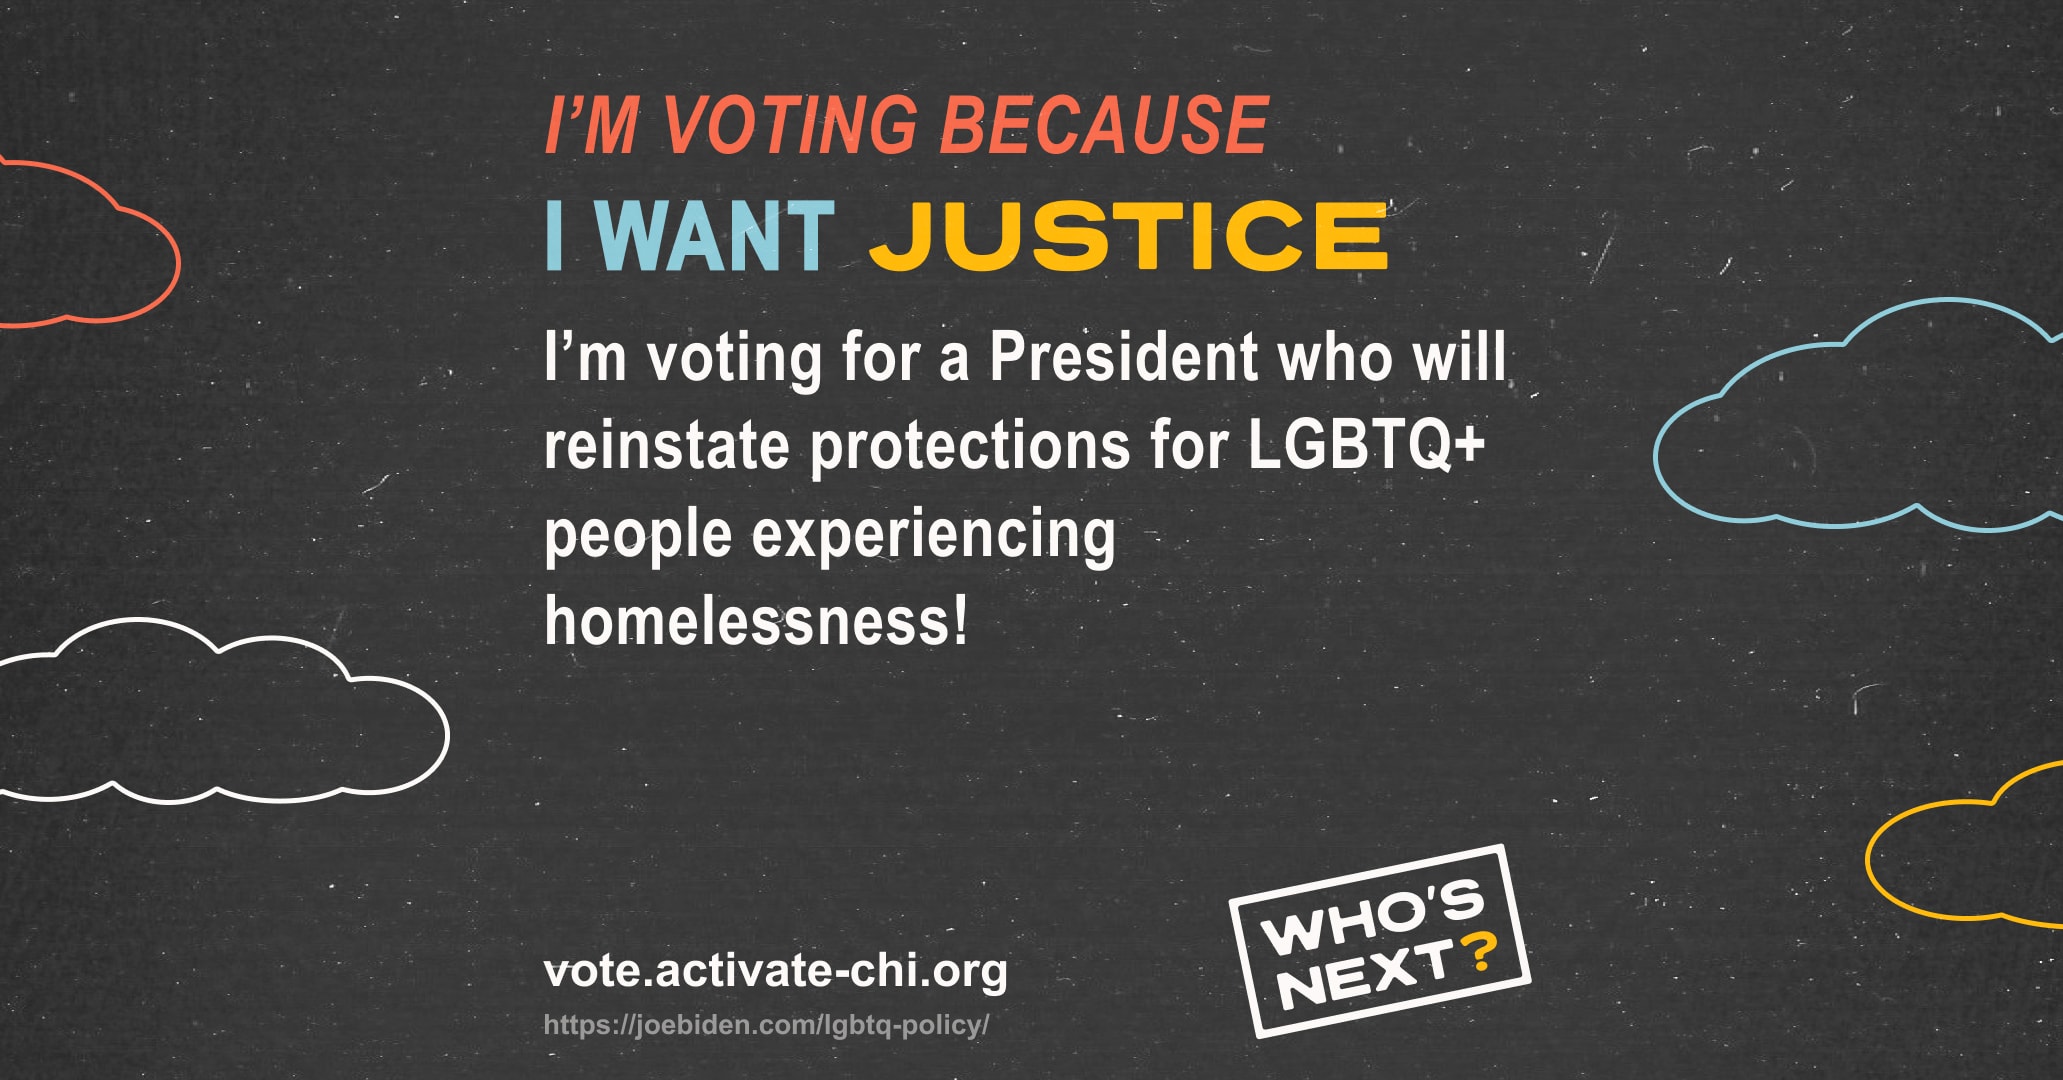 I’M VOTING BECAUSE
I WANT JUSTICE
I’m voting for a President who will
reinstate protections for LGBTQ+
people experiencing
homelessness!
WHO’S
NEXT?
vote.activate-chi.org
https://joebiden.com/lgbtq-policy/